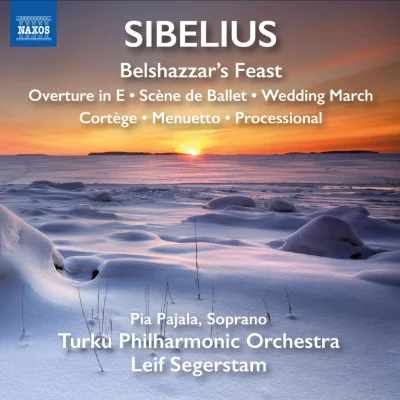 NAXOS
SIBELIUS
Belshazzar's Feast
Overture in E • Scène de Ballet • Wedding March
Cortège • Menuetto • Processional
Pia Pajala, Soprano
Turku Philharmonic Orchestra
Leif Segerstam